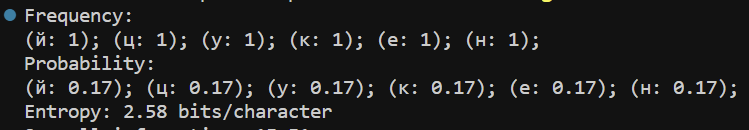 Frequency:
(й: 1); (ц: 1); (у: 1); (к: 1); (е: 1); (н: 1);
Probability:
(й: 0.17); (ц: 0.17); (у: 0.17); (к: 0.17); (е: 0.17); (н: 0.17);
Entropy: 2.58 bits/character